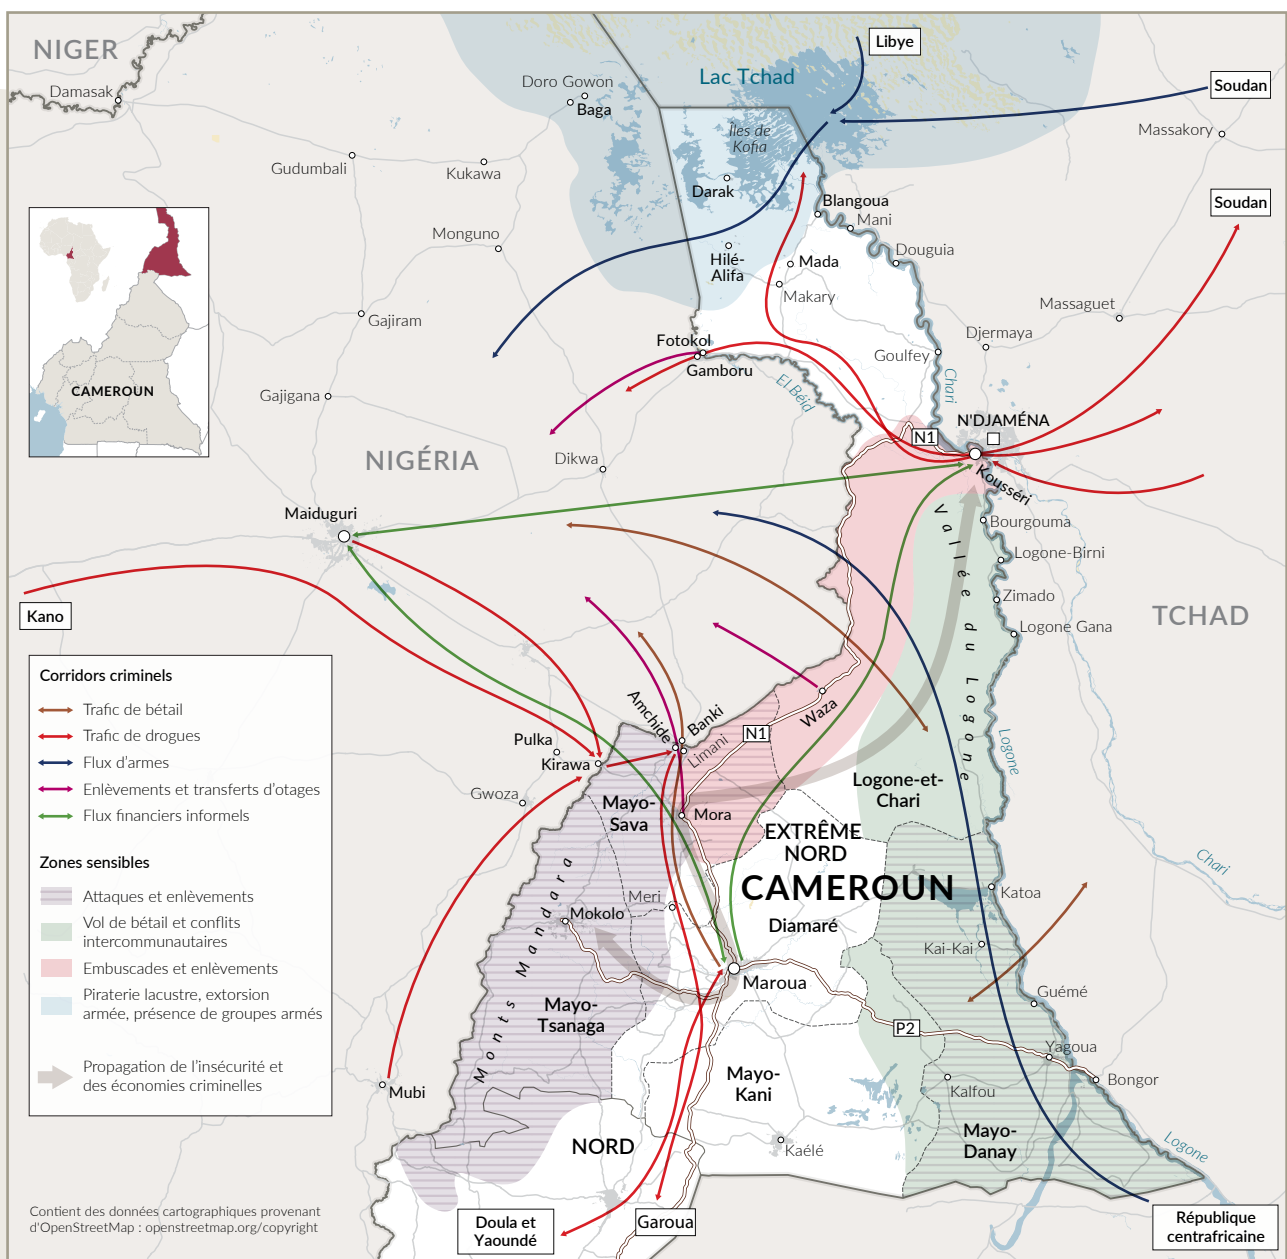 NIGER
Damasak
Doro Gowon
Baga
Lac Tchad
Libye
Soudan
Massakory
Îles de
Kofia
Gudumbali
Kukawa
Darak
Soudan
Blangoua
Mani
Monguno
Douguia
Hilé-
Alifa
Mada
Makary
Massaguet
Gajiram
Djermaya
Fotokol
Goulfey
Gamboru
El Béid
Chari
CAMEROUN
Gajigana
N'DJAMÉNA
N1
NIGÉRIA
Dikwa
Kousséri
Maiduguri
Vallée du Logone
Bourgouma
Logone-Birni
Zimado
Kano
TCHAD
Logone Gana
Corridors criminels
Trafic de bétail
Trafic de drogues
Flux d'armes
Enlèvements et transferts d'otages
Flux financiers informels
Zones sensibles
Attaques et enlèvements
Vol de bétail et conflits
intercommunautaires
Embuscades et enlèvements
Piraterie lacustre, extorsion
armée, présence de groupes armés
Propagation de l'insécurité et
des économies criminelles
Amchide
Banki
Limani
Waza
N1
Pulka
Kirawa
Logone
Gwoza
Mayo-
Sava
Mora
Logone-et-
Chari
EXTRÊME
NORD
CAMEROUN
Chari
Monts Mandara
Meri
Mokolo
Katoa
Diamaré
Kai-Kai
Maroua
Mayo-
Tsanaga
Guémé
P2
Yagoua
Mayo-
Kani
Mubi
Kalfou
Bongor
NORD
Kaélé
Mayo-
Danay
Logone
Contient des données cartographiques provenant
d'OpenStreetMap : openstreetmap.org/copyright
Doula et
Yaoundé
Garoua
République
centrafricaine